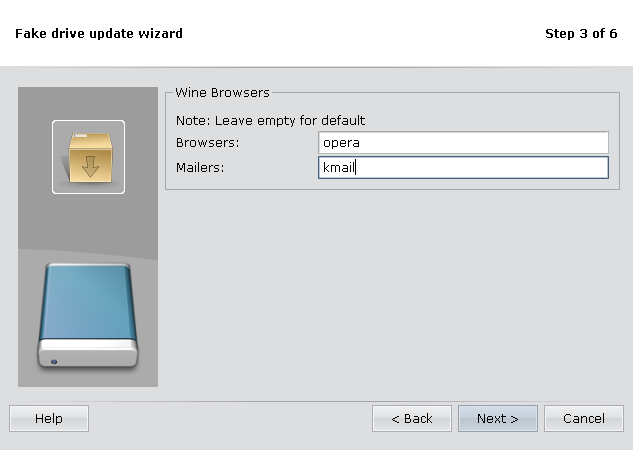 Fake drive update wizard Step 3 of 6
Wine Browsers
Note: Leave empty for default
Browsers: opera
Mailers: kmail
Help < Back Next > Cancel